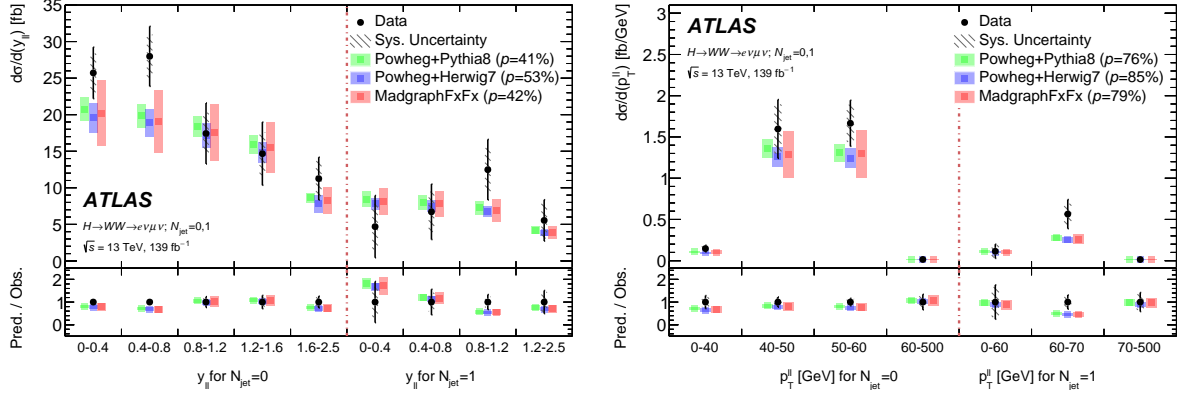 dσ/d(y_ll) [fb]
35
30
25
20
15
10
5
0
Data
Sys. Uncertainty
Powheg+Pythia8 (p=41%)
Powheg+Herwig7 (p=53%)
MadgraphFxFx (p=42%)
ATLAS
H→WW→eνμν; N_jet=0,1
√s = 13 TeV, 139 fb⁻¹
Pred. / Obs.
2
1
0
0-0.4 0.4-0.8 0.8-1.2 1.2-1.6 1.6-2.5 0-0.4 0.4-0.8 0.8-1.2 1.2-2.5
y_ll for N_jet=0 y_ll for N_jet=1
dσ/d(p_T^ll) [fb/GeV]
3
2.5
2
1.5
1
0.5
0
ATLAS
H→WW→eνμν; N_jet=0,1
√s = 13 TeV, 139 fb⁻¹
Data
Sys. Uncertainty
Powheg+Pythia8 (p=76%)
Powheg+Herwig7 (p=85%)
MadgraphFxFx (p=79%)
Pred. / Obs.
2
1
0
0-40 40-50 50-60 60-500 0-60 60-70 70-500
p_T^ll [GeV] for N_jet=0 p_T^ll [GeV] for N_jet=1